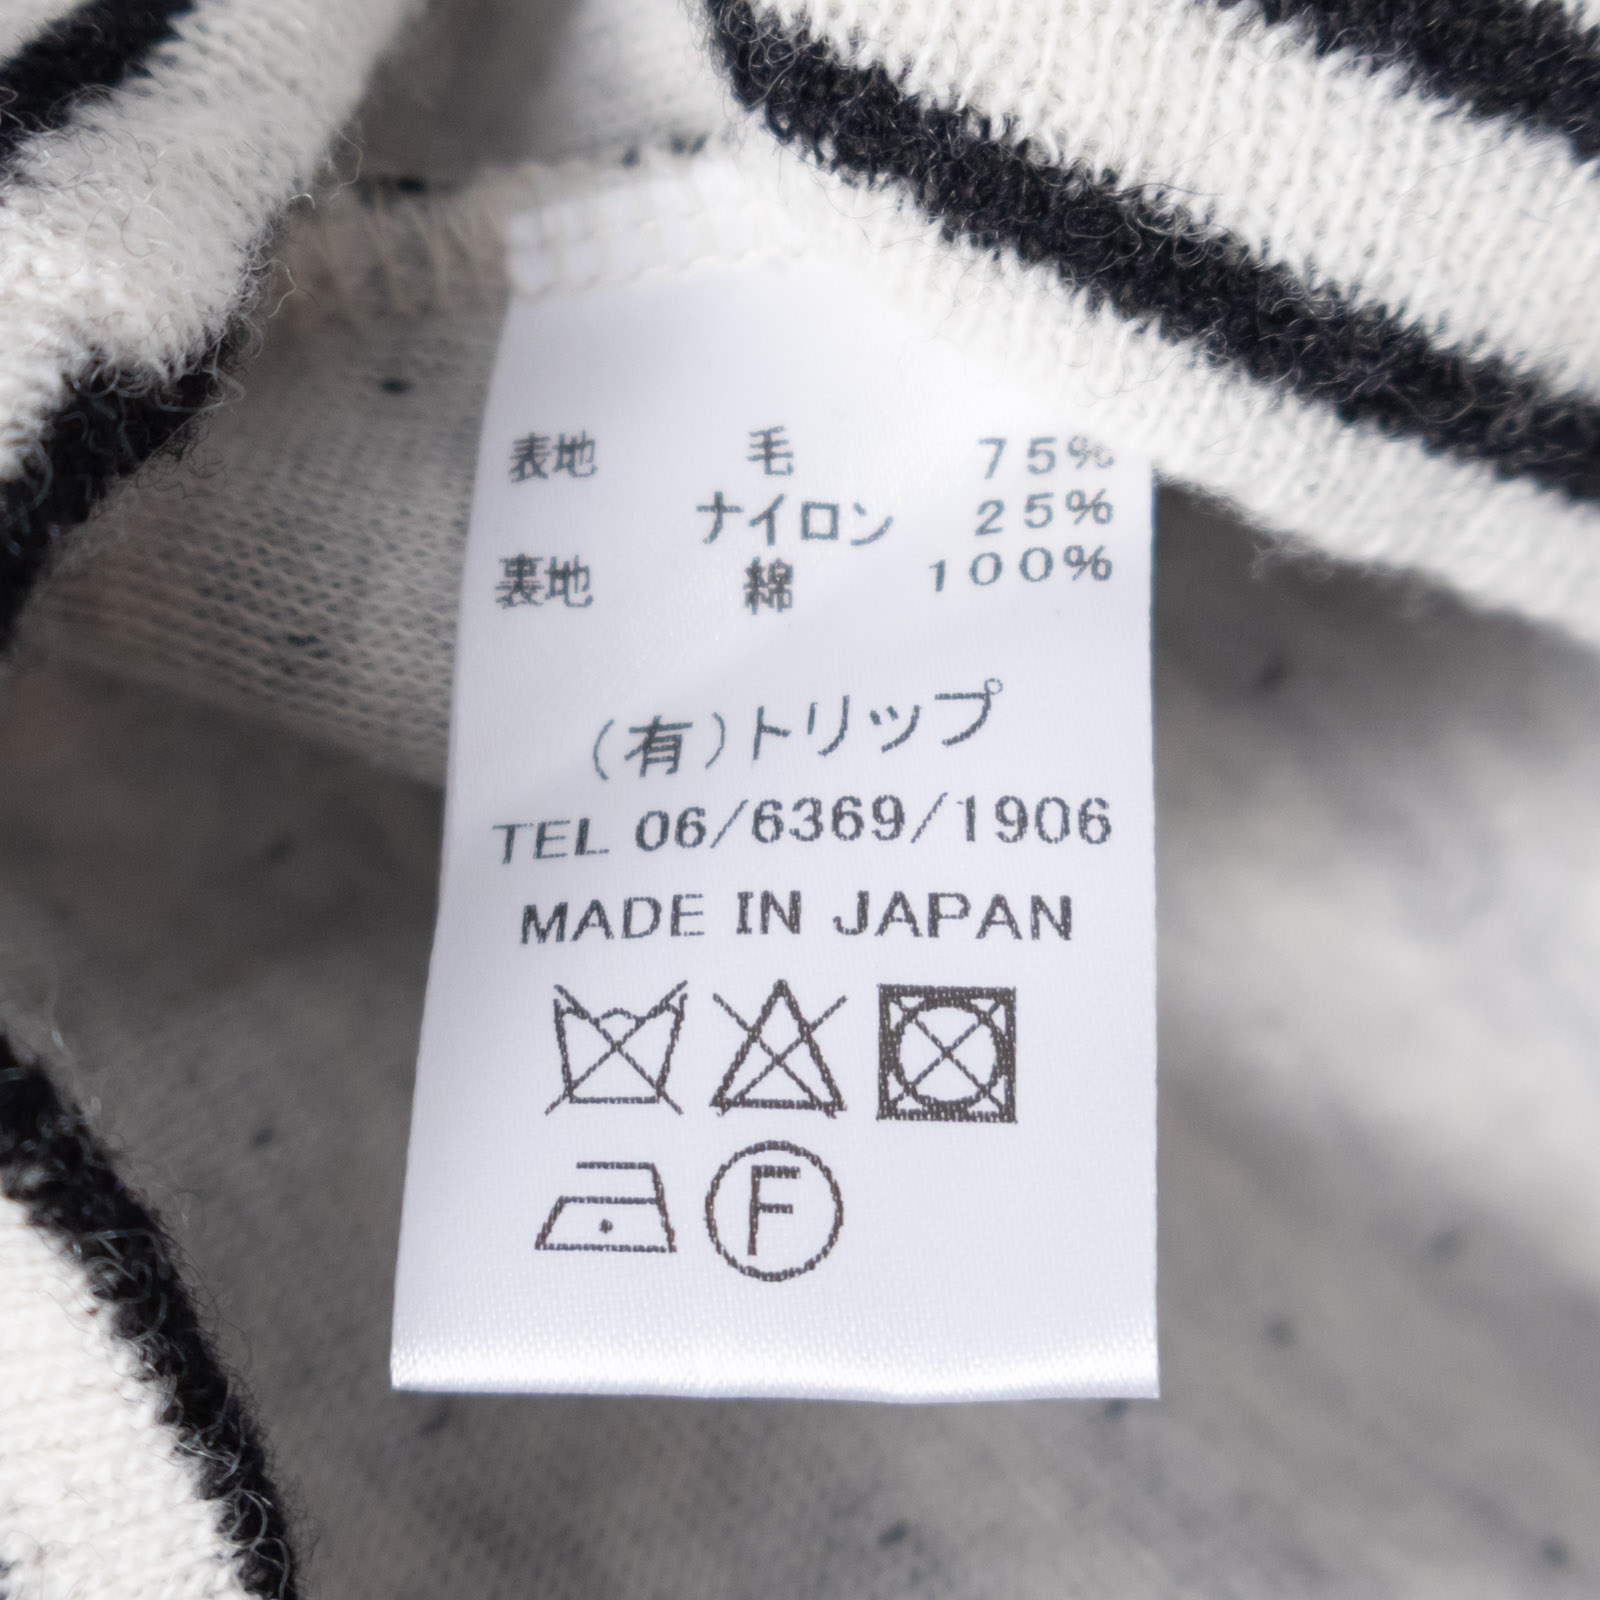 表地 毛 75%
ナイロン 25%
裏地 綿 100%
(有)トリップ
TEL 06/6369/1906
MADE IN JAPAN
F